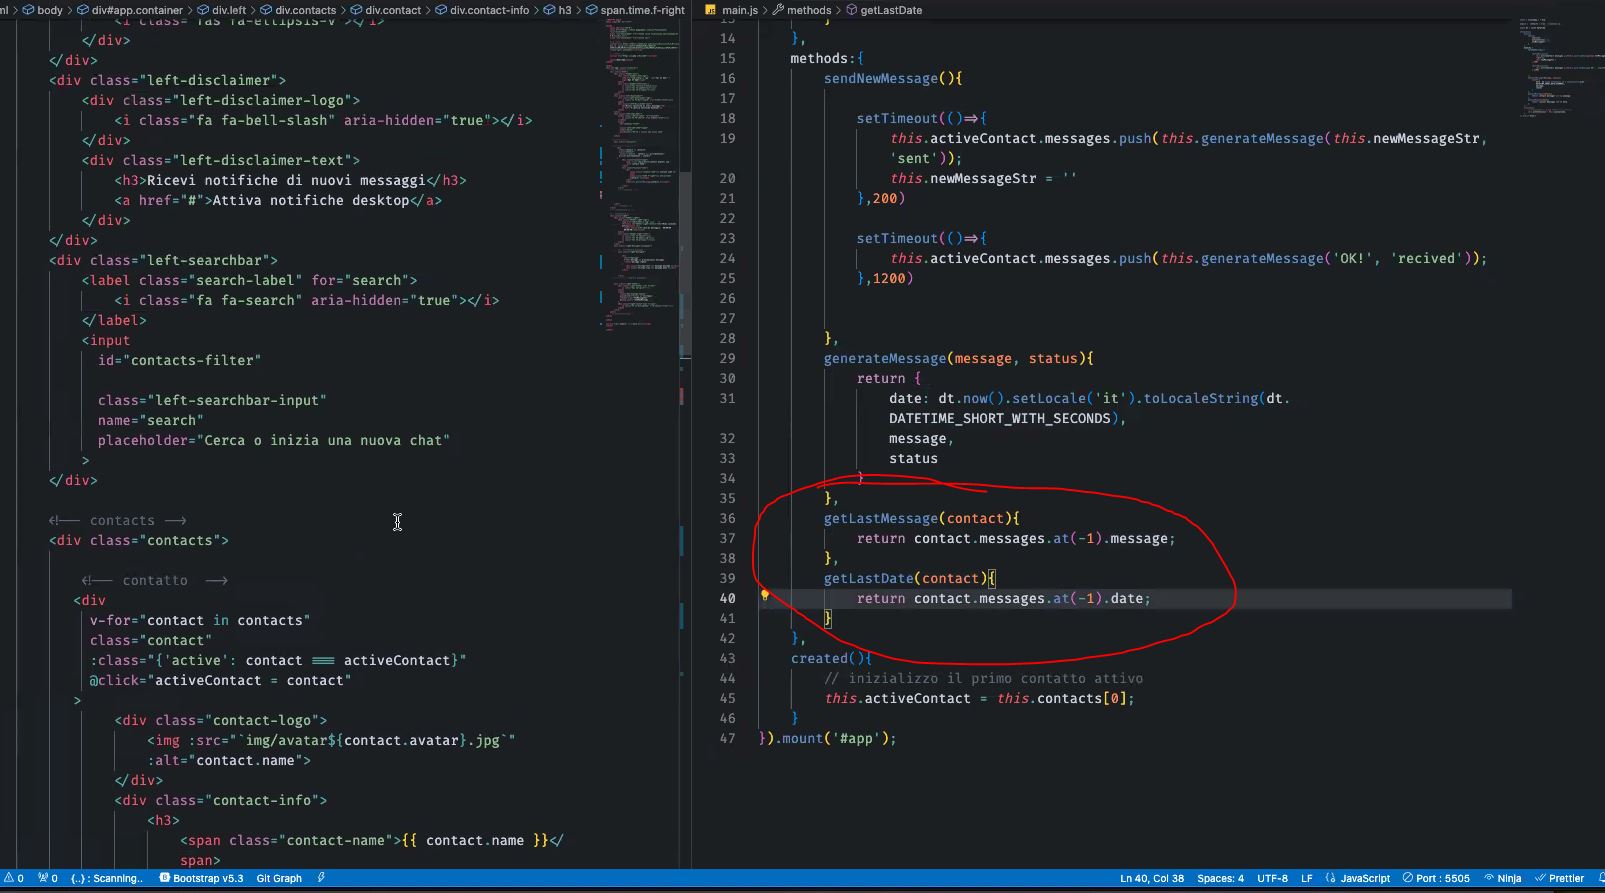 body > div#app.container > div.left > div.contacts > div.contact > div.contact-info > h3 > span.time.f-right
</div>
</div>
<div class="left-disclaimer">
<div class="left-disclaimer-logo">
<i class="fa fa-bell-slash" aria-hidden="true"></i>
</div>
<div class="left-disclaimer-text">
<h3>Ricevi notifiche di nuovi messaggi</h3>
<a href="#">Attiva notifiche desktop</a>
</div>
</div>
<div class="left-searchbar">
<label class="search-label" for="search">
<i class="fa fa-search" aria-hidden="true"></i>
</label>
<input
id="contacts-filter"
class="left-searchbar-input"
name="search"
placeholder="Cerca o inizia una nuova chat"
>
</div>
<!-- contacts -->
<div class="contacts">
<!-- contatto -->
<div
v-for="contact in contacts"
class="contact"
:class="{'active': contact === activeContact}"
@click="activeContact = contact"
>
<div class="contact-logo">
<img :src="`img/avatar${contact.avatar}.jpg`"
:alt="contact.name">
</div>
<div class="contact-info">
<h3>
<span class="contact-name">{{ contact.name }}</
span>
main.js > methods > getLastDate
14 },
15 methods:{
16 sendNewMessage(){
17
18 setTimeout(()=>{
19 this.activeContact.messages.push(this.generateMessage(this.newMessageStr,
'sent'));
20 this.newMessageStr = ''
21 },200)
22
23 setTimeout(()=>{
24 this.activeContact.messages.push(this.generateMessage('OK!', 'recived'));
25 },1200)
26
27
28 },
29 generateMessage(message, status){
30 return {
31 date: dt.now().setLocale('it').toLocaleString(dt.
DATETIME_SHORT_WITH_SECONDS),
32 message,
33 status
34 }
35 },
36 getLastMessage(contact){
37 return contact.messages.at(-1).message;
38 },
39 getLastDate(contact){
40 return contact.messages.at(-1).date;
41 }
42 },
43 created(){
44 // inizializzo il primo contatto attivo
45 this.activeContact = this.contacts[0];
46 }
47 }).mount('#app');
0 0 {..} : Scanning.. Bootstrap v5.3 Git Graph Ln 40, Col 38 Spaces: 4 UTF-8 LF JavaScript Port : 5505 Ninja Prettier